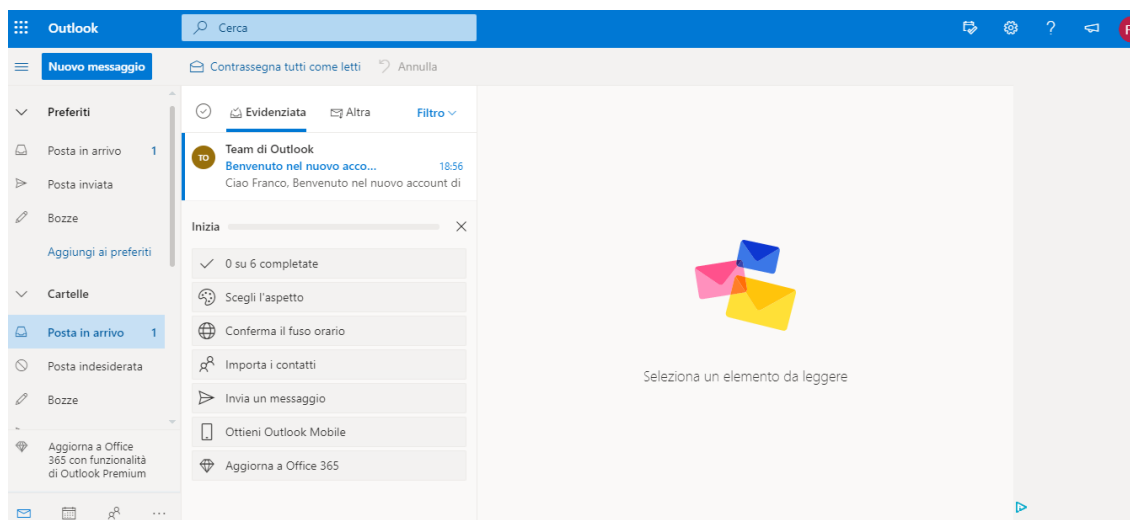 Outlook
Cerca
Nuovo messaggio
Contrassegna tutti come letti
Annulla
Preferiti
Posta in arrivo 1
Posta inviata
Bozze
Aggiungi ai preferiti
Cartelle
Posta in arrivo 1
Posta indesiderata
Bozze
Aggiorna a Office
365 con funzionalità
di Outlook Premium
Evidenziata
Altra
Filtro
TO
Team di Outlook
Benvenuto nel nuovo acco... 18:56
Ciao Franco, Benvenuto nel nuovo account di
Inizia
0 su 6 completate
Scegli l'aspetto
Conferma il fuso orario
Importa i contatti
Invia un messaggio
Ottieni Outlook Mobile
Aggiorna a Office 365
Seleziona un elemento da leggere